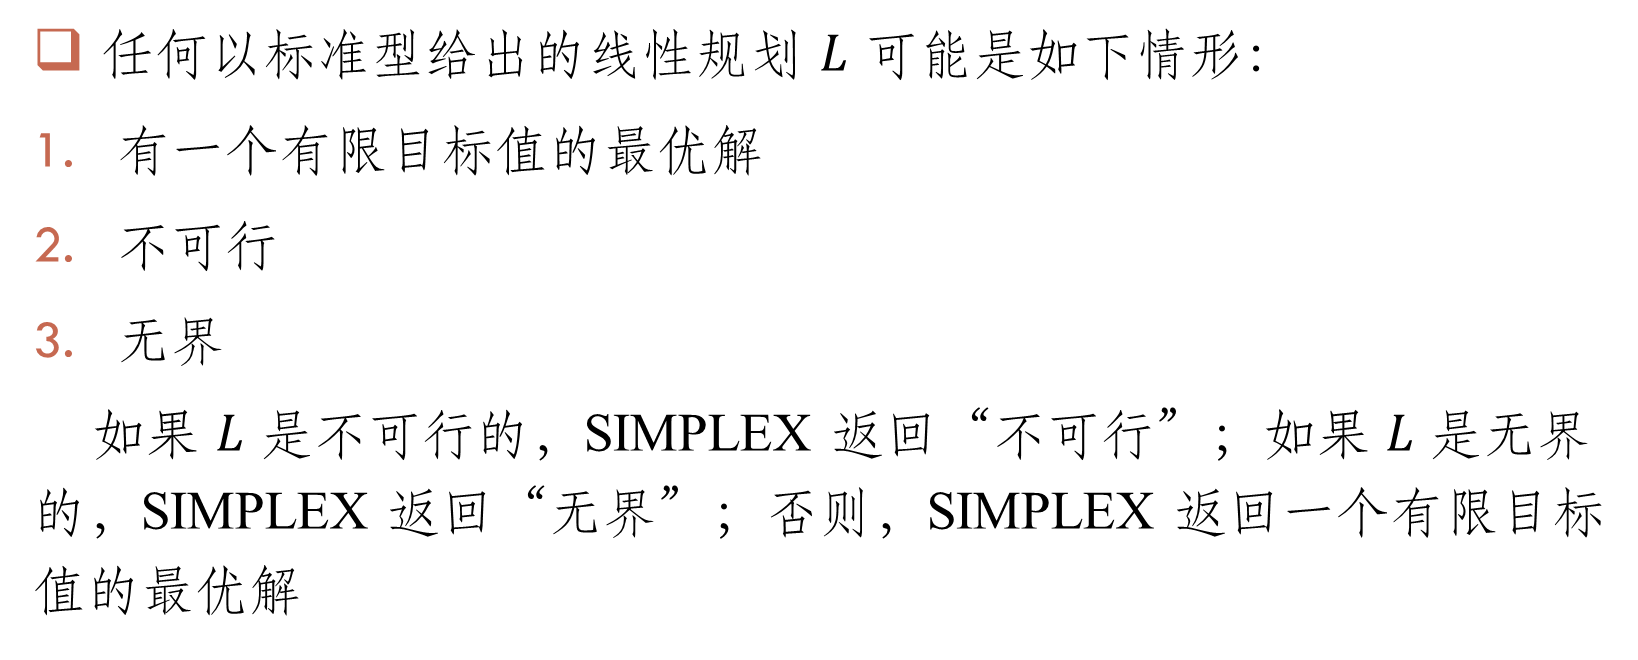 ❑ 任何以标准型给出的线性规划 L 可能是如下情形：
1. 有一个有限目标值的最优解
2. 不可行
3. 无界
如果 L 是不可行的，SIMPLEX 返回“不可行”；如果 L 是无界
的，SIMPLEX 返回“无界”；否则，SIMPLEX 返回一个有限目标
值的最优解